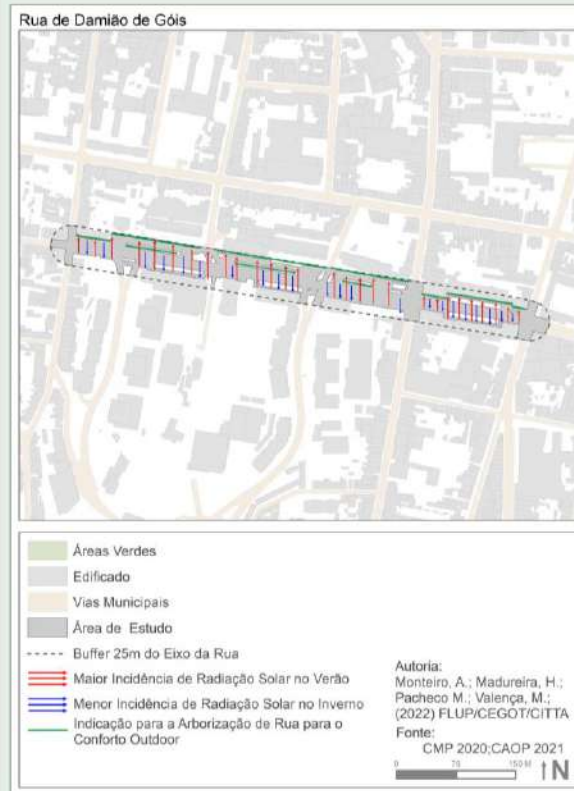 Rua de Damião de Góis
Áreas Verdes
Edificado
Vias Municipais
Área de Estudo
Buffer 25m do Eixo da Rua
Maior Incidência de Radiação Solar no Verão
Menor Incidência de Radiação Solar no Inverno
Indicação para a Arborização de Rua para o
Conforto Outdoor
Autoria:
Monteiro, A.; Madureira, H.;
Pacheco M.; Valença, M.;
(2022) FLUP/CEGOT/CITTA
Fonte:
CMP 2020;CAOP 2021
0 75 150 M
N